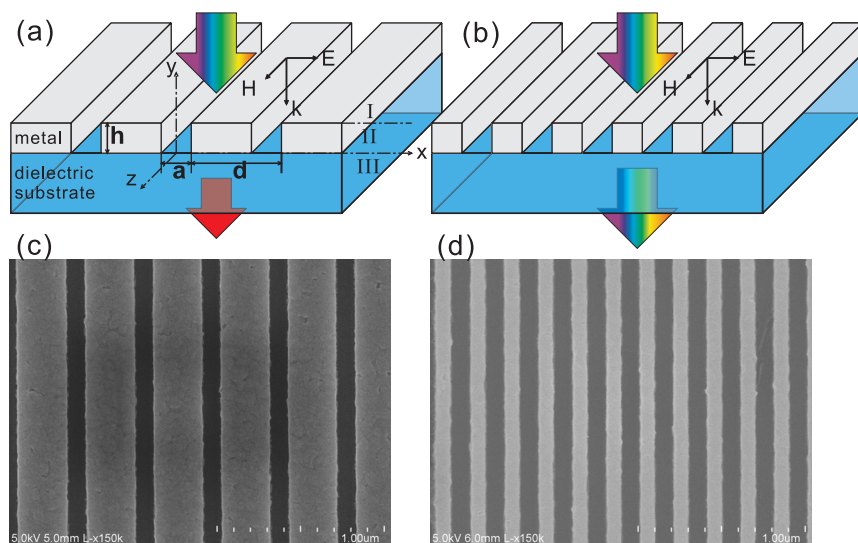 (a)
(b)
y
E
H
k
E
H
k
I
metal
h
II
x
dielectric
substrate
III
z
a
d
(c)
(d)
5.0kV 5.0mm L-x150k
1.00um
5.0kV 6.0mm L-x150k
1.00um